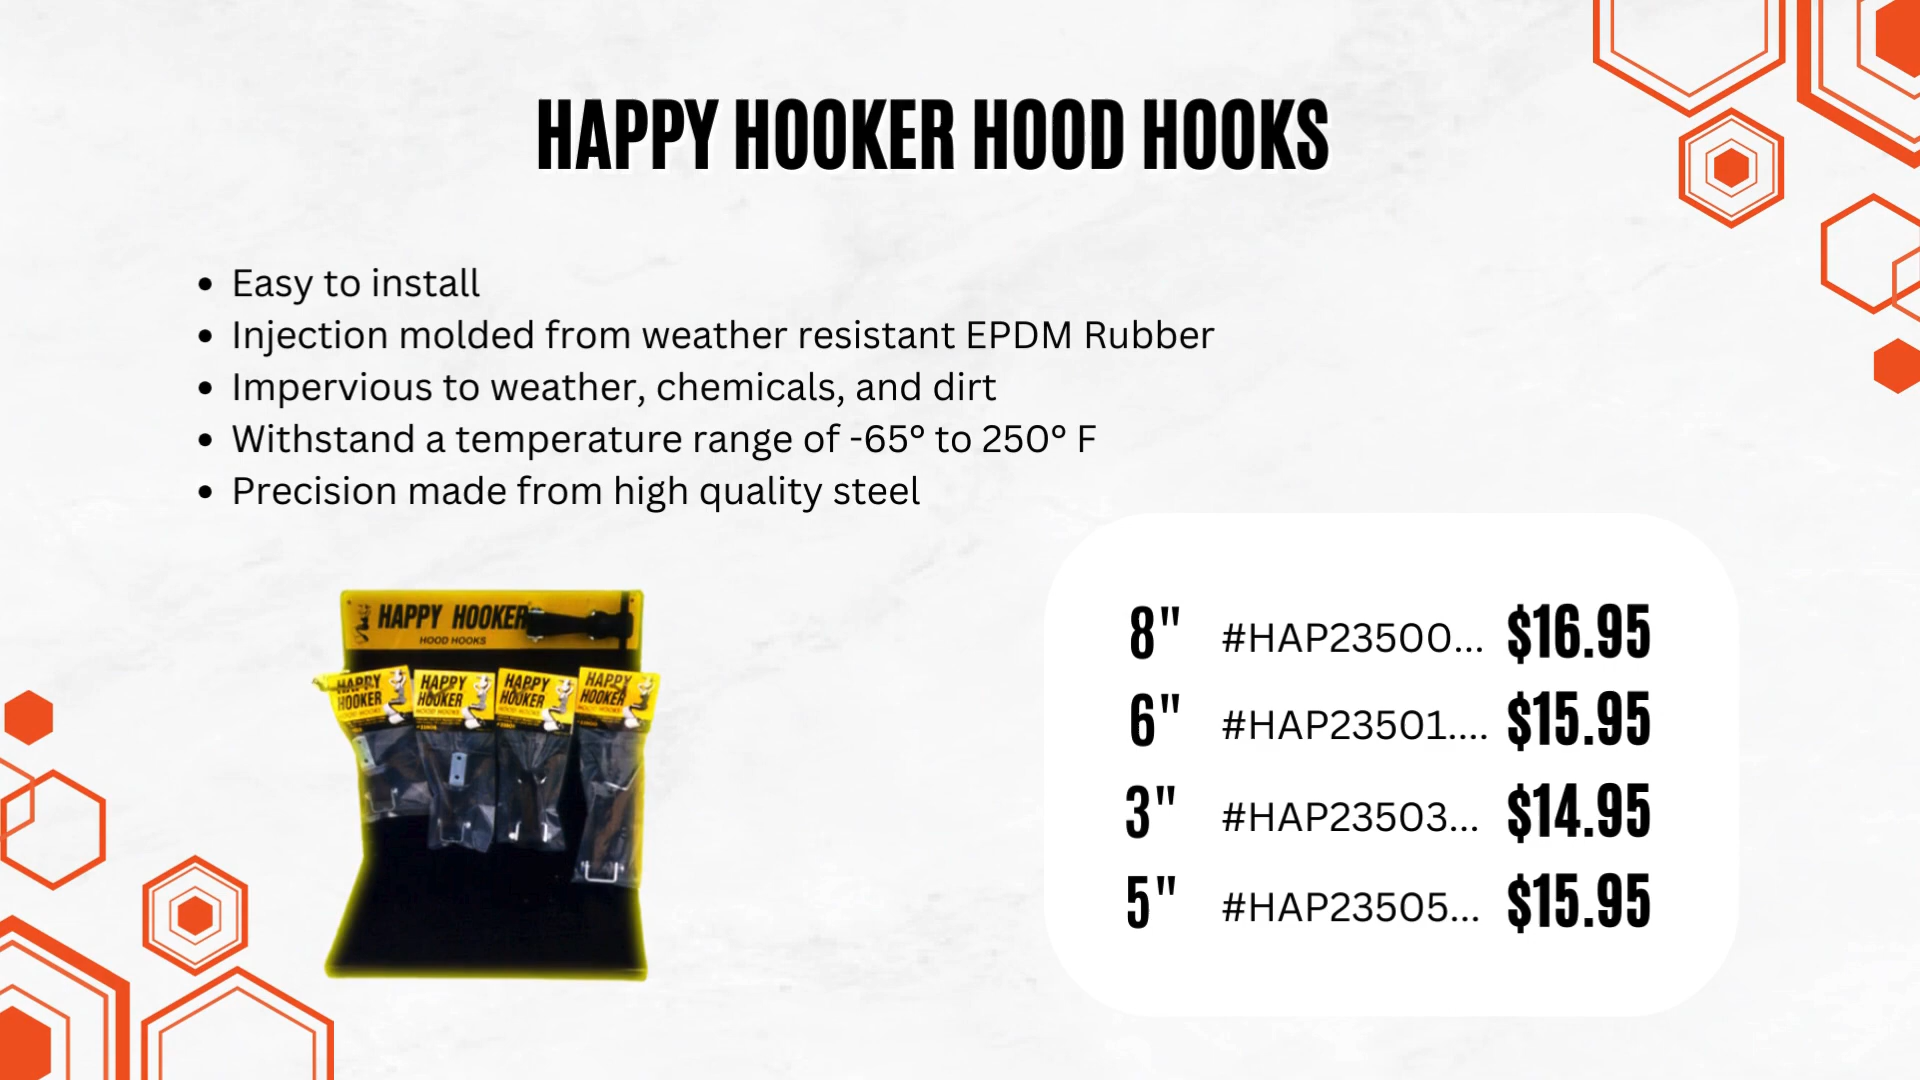 HAPPY HOOKER HOOD HOOKS
• Easy to install
• Injection molded from weather resistant EPDM Rubber
• Impervious to weather, chemicals, and dirt
• Withstand a temperature range of -65° to 250° F
• Precision made from high quality steel
HAPPY HOOKER
HOOD HOOKS
HAPPY HOOKER
HAPPY HOOKER
HAPPY HOOKER
HAPPY HOOKER
8" #HAP23500... $16.95
6" #HAP23501.... $15.95
3" #HAP23503... $14.95
5" #HAP23505... $15.95